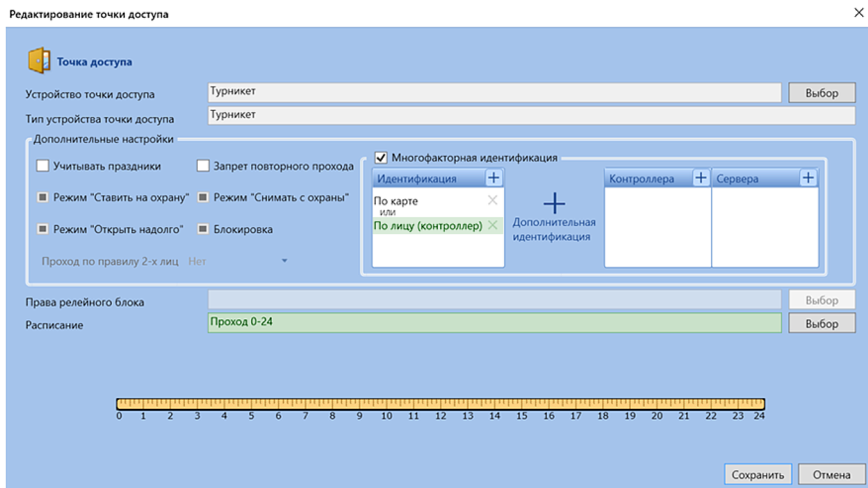 Редактирование точки доступа
Точка доступа
Устройство точки доступа Турникет Выбор
Тип устройства точки доступа Турникет
Дополнительные настройки
Учитывать праздники Запрет повторного прохода
Режим "Ставить на охрану" Режим "Снимать с охраны"
Режим "Открыть надолго" Блокировка
Проход по правилу 2-х лиц Нет
Многофакторная идентификация
Идентификация
По карте
или
По лицу (контроллер)
Дополнительная
идентификация
Контроллера Сервера
Права релейного блока Выбор
Расписание Проход 0-24 Выбор
0 1 2 3 4 5 6 7 8 9 10 11 12 13 14 15 16 17 18 19 20 21 22 23 24
Сохранить Отмена